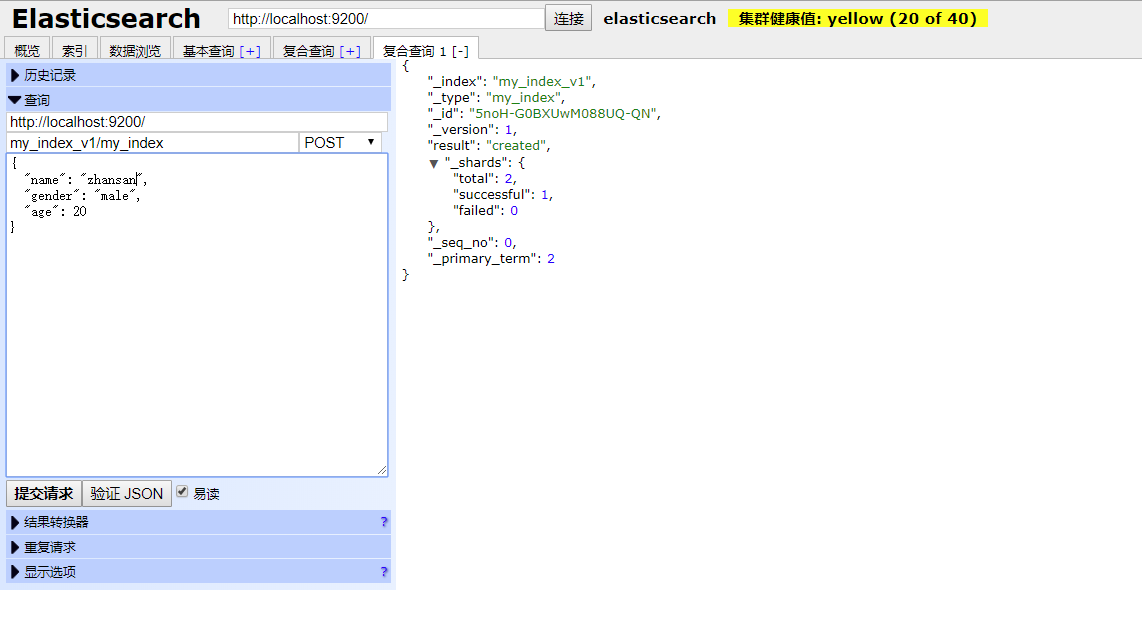 Elasticsearch http://localhost:9200/ 连接 elasticsearch 集群健康值: yellow (20 of 40)
概览 索引 数据浏览 基本查询 [+] 复合查询 [+] 复合查询 1 [-]
历史记录
查询
http://localhost:9200/
my_index_v1/my_index POST
{
"name": "zhansan",
"gender": "male",
"age": 20
}
提交请求 验证 JSON 易读
结果转换器 ?
重复请求
显示选项 ?
{
"_index": "my_index_v1",
"_type": "my_index",
"_id": "5noH-G0BXUwM088UQ-QN",
"_version": 1,
"result": "created",
"_shards": {
"total": 2,
"successful": 1,
"failed": 0
},
"_seq_no": 0,
"_primary_term": 2
}